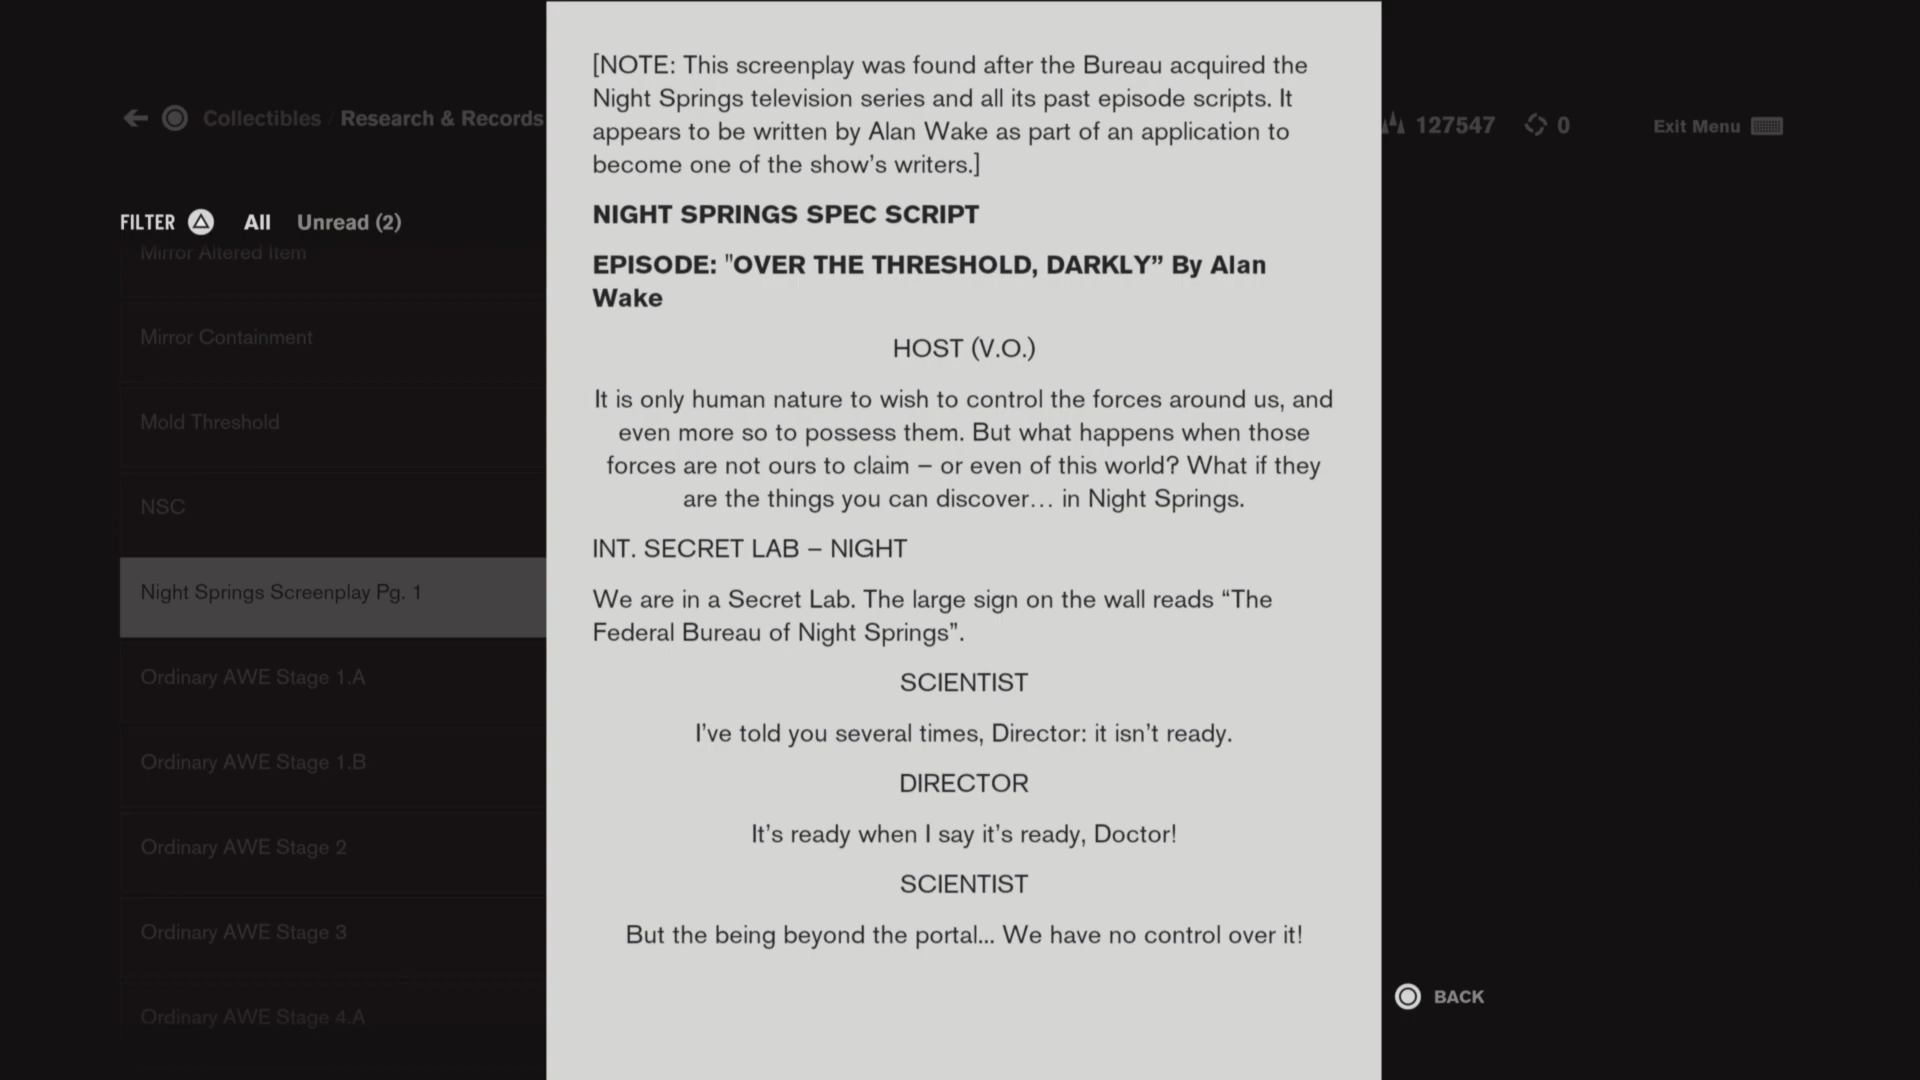 [NOTE: This screenplay was found after the Bureau acquired the
Night Springs television series and all its past episode scripts. It
appears to be written by Alan Wake as part of an application to
become one of the show’s writers.]
Collectibles / Research & Records
127547
0
Exit Menu
FILTER All Unread (2)
Mirror Altered Item
Mirror Containment
Mold Threshold
NSC
Night Springs Screenplay Pg. 1
Ordinary AWE Stage 1.A
Ordinary AWE Stage 1.B
Ordinary AWE Stage 2
Ordinary AWE Stage 3
Ordinary AWE Stage 4.A
NIGHT SPRINGS SPEC SCRIPT
EPISODE: "OVER THE THRESHOLD, DARKLY” By Alan
Wake
HOST (V.O.)
It is only human nature to wish to control the forces around us, and
even more so to possess them. But what happens when those
forces are not ours to claim – or even of this world? What if they
are the things you can discover… in Night Springs.
INT. SECRET LAB – NIGHT
We are in a Secret Lab. The large sign on the wall reads “The
Federal Bureau of Night Springs”.
SCIENTIST
I’ve told you several times, Director: it isn’t ready.
DIRECTOR
It’s ready when I say it’s ready, Doctor!
SCIENTIST
But the being beyond the portal... We have no control over it!
BACK